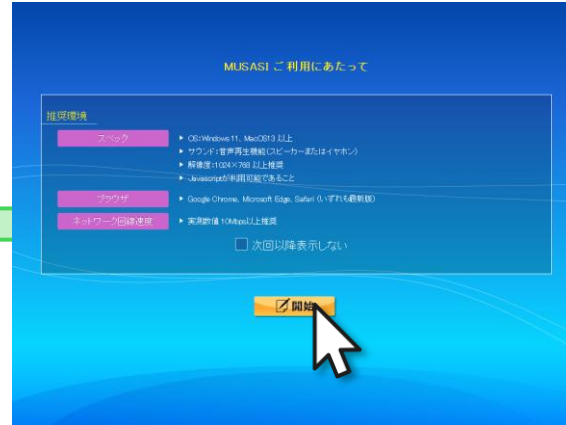 MUSASI ご利用にあたって
推奨環境
スペック
▶ OS:Windows11、MacOS13 以上
▶ サウンド:音声再生機能(スピーカーまたはイヤホン)
▶ 解像度:1024×768 以上推奨
▶ Javascriptが利用可能であること
ブラウザ
▶ Google Chrome、Microsoft Edge、Safari (いずれも最新版)
ネットワーク回線速度
▶ 実測数値 10Mbps以上推奨
次回以降表示しない
開始